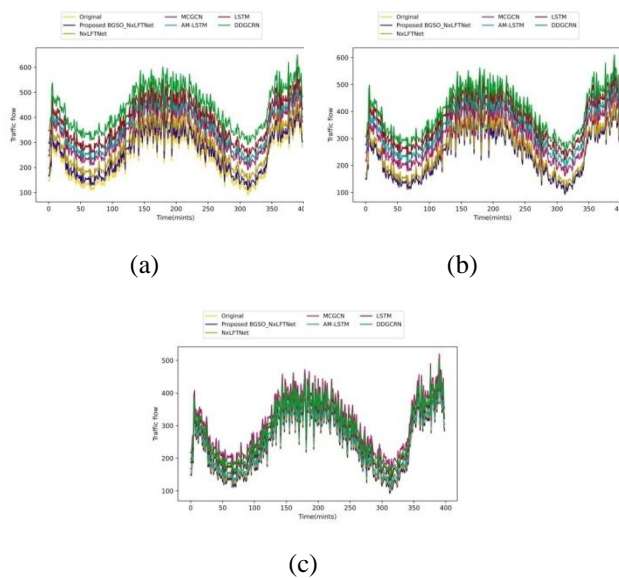 Original MCGCN LSTM
Proposed BGSO_NxLFTNet AM-LSTM DDGCRN
NxLFTNet
Original MCGCN LSTM
Proposed BGSO_NxLFTNet AM-LSTM DDGCRN
NxLFTNet
600
500
400
300
200
100
Traffic flow
0 50 100 150 200 250 300 350 40
Time(mints)
600
500
400
300
200
100
Traffic flow
0 50 100 150 200 250 300 350 400
Time(mints)
(a) (b)
Original MCGCN LSTM
Proposed BGSO_NxLFTNet AM-LSTM DDGCRN
NxLFTNet
500
400
300
200
100
Traffic flow
0 50 100 150 200 250 300 350 400
Time(mints)
(c)